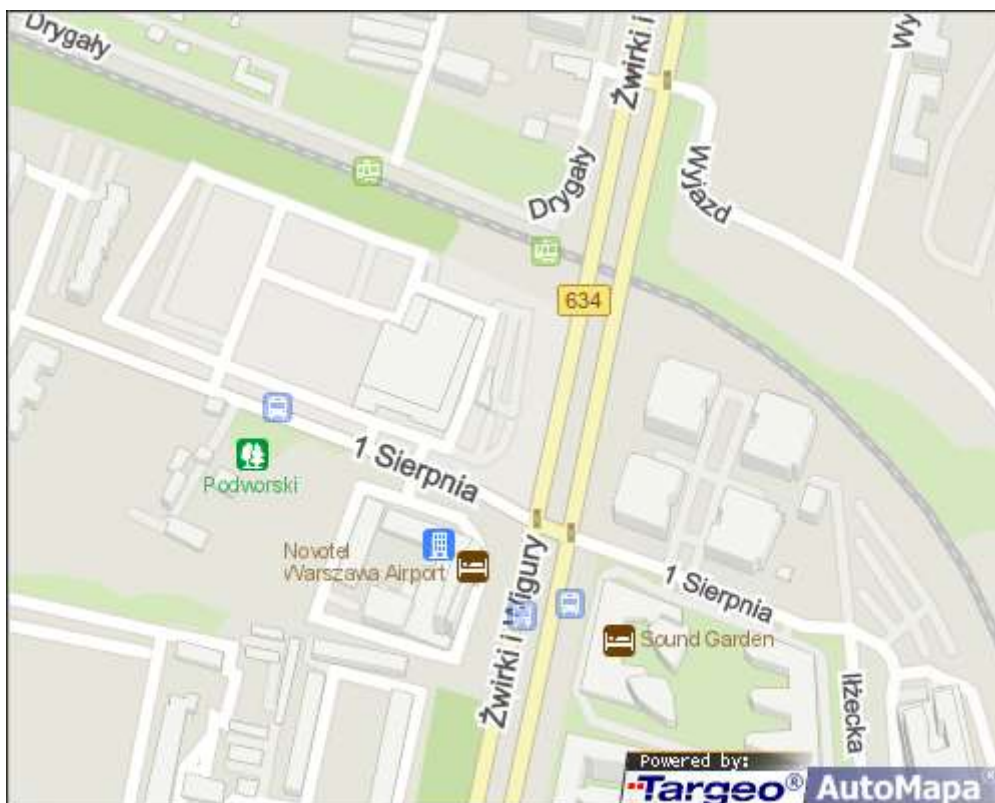 Drygały
Żwirki i
Wy
Drygały
Wyjazd
634
1 Sierpnia
Podworski
Novotel
Warszawa Airport
Żwirki i Wigury
1 Sierpnia
Sound Garden
Iłżecka
Powered by:
Targeo® AutoMapa®